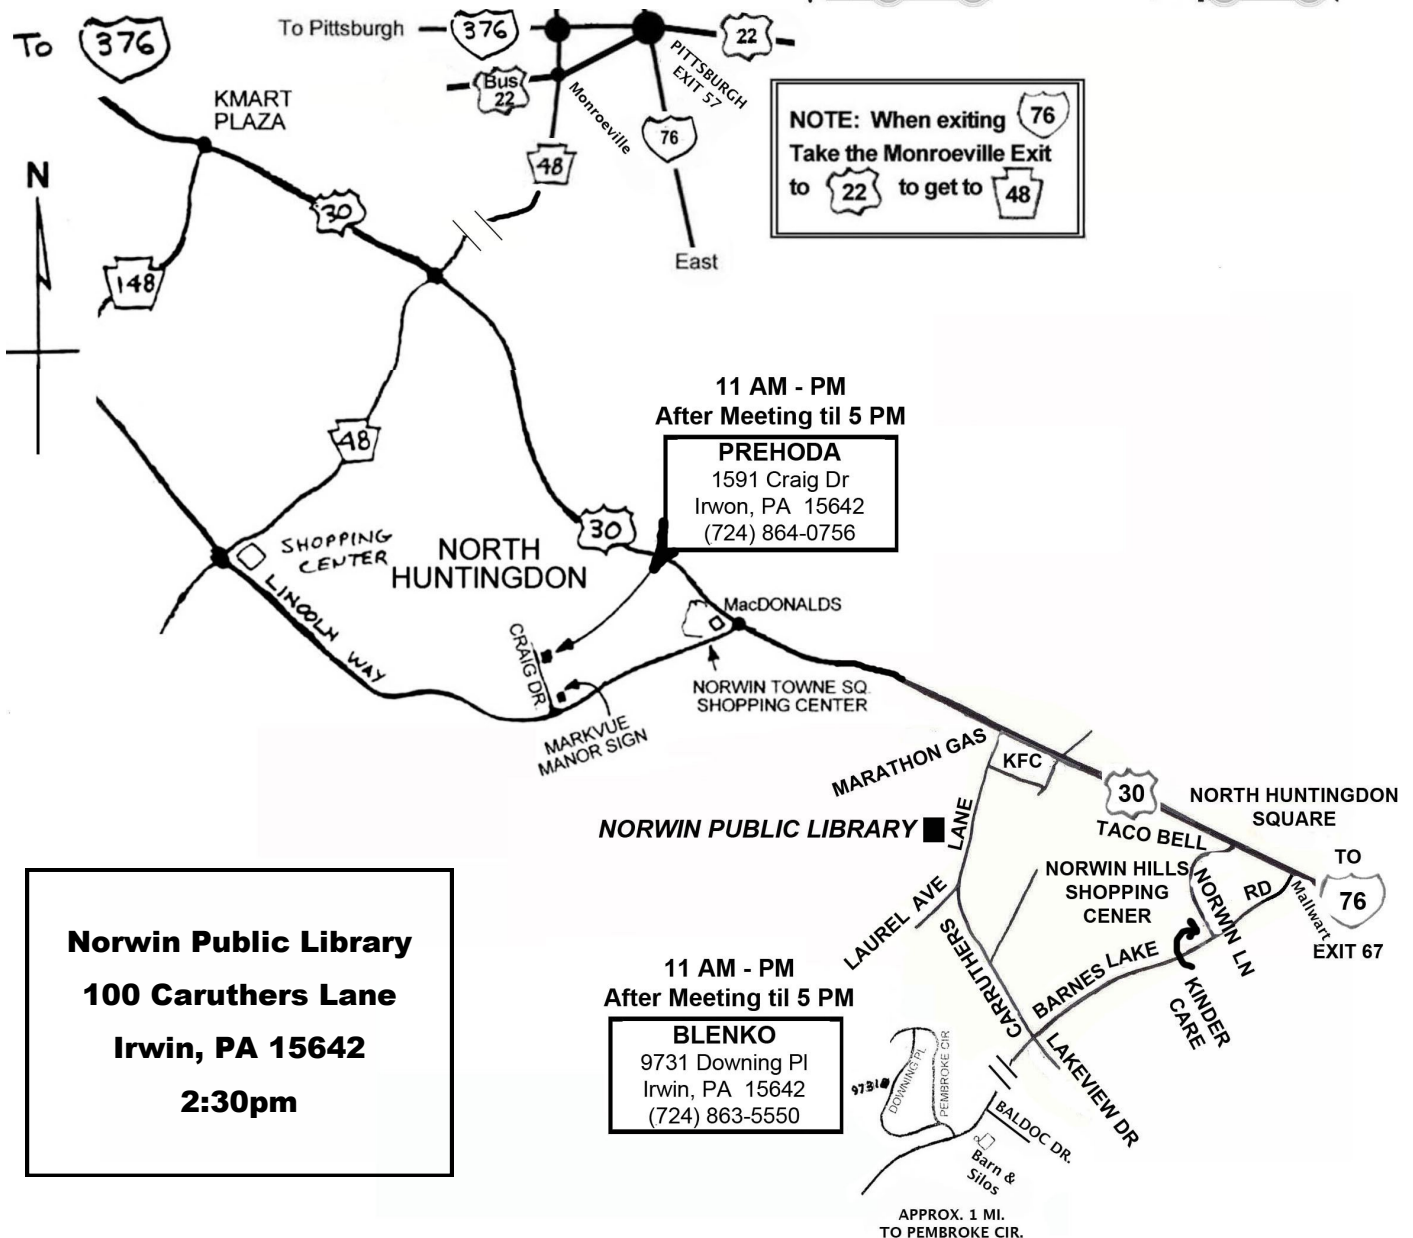 To 376
To Pittsburgh
376
22
Bus
22
PITTSBURGH
EXIT 57
Monroeville
KMART
PLAZA
76
48
NOTE: When exiting 76
Take the Monroeville Exit
to 22 to get to 48
N
30
148
East
11 AM - PM
After Meeting til 5 PM
PREHODA
1591 Craig Dr
Irwon, PA 15642
(724) 864-0756
48
30
SHOPPING
CENTER
NORTH
HUNTINGDON
LINCOLN WAY
MacDONALDS
CRAIG DR.
NORWIN TOWNE SQ.
SHOPPING CENTER
MARKVUE
MANOR SIGN
MARATHON GAS
KFC
30
NORTH HUNTINGDON
SQUARE
NORWIN PUBLIC LIBRARY
LANE
TACO BELL
TO
76
EXIT 67
NORWIN HILLS
SHOPPING
CENER
NORWIN LN
RD
Mallwart
LAUREL AVE
CARRUTHERS
BARNES LAKE
KINDER
CARE
LAKEVIEW DR
Norwin Public Library
100 Caruthers Lane
Irwin, PA 15642
2:30pm
11 AM - PM
After Meeting til 5 PM
BLENKO
9731 Downing Pl
Irwin, PA 15642
(724) 863-5550
9731
DOWNING PL
PEMBROKE CIR
BALDOC DR.
Barn &
Silos
APPROX. 1 MI.
TO PEMBROKE CIR.